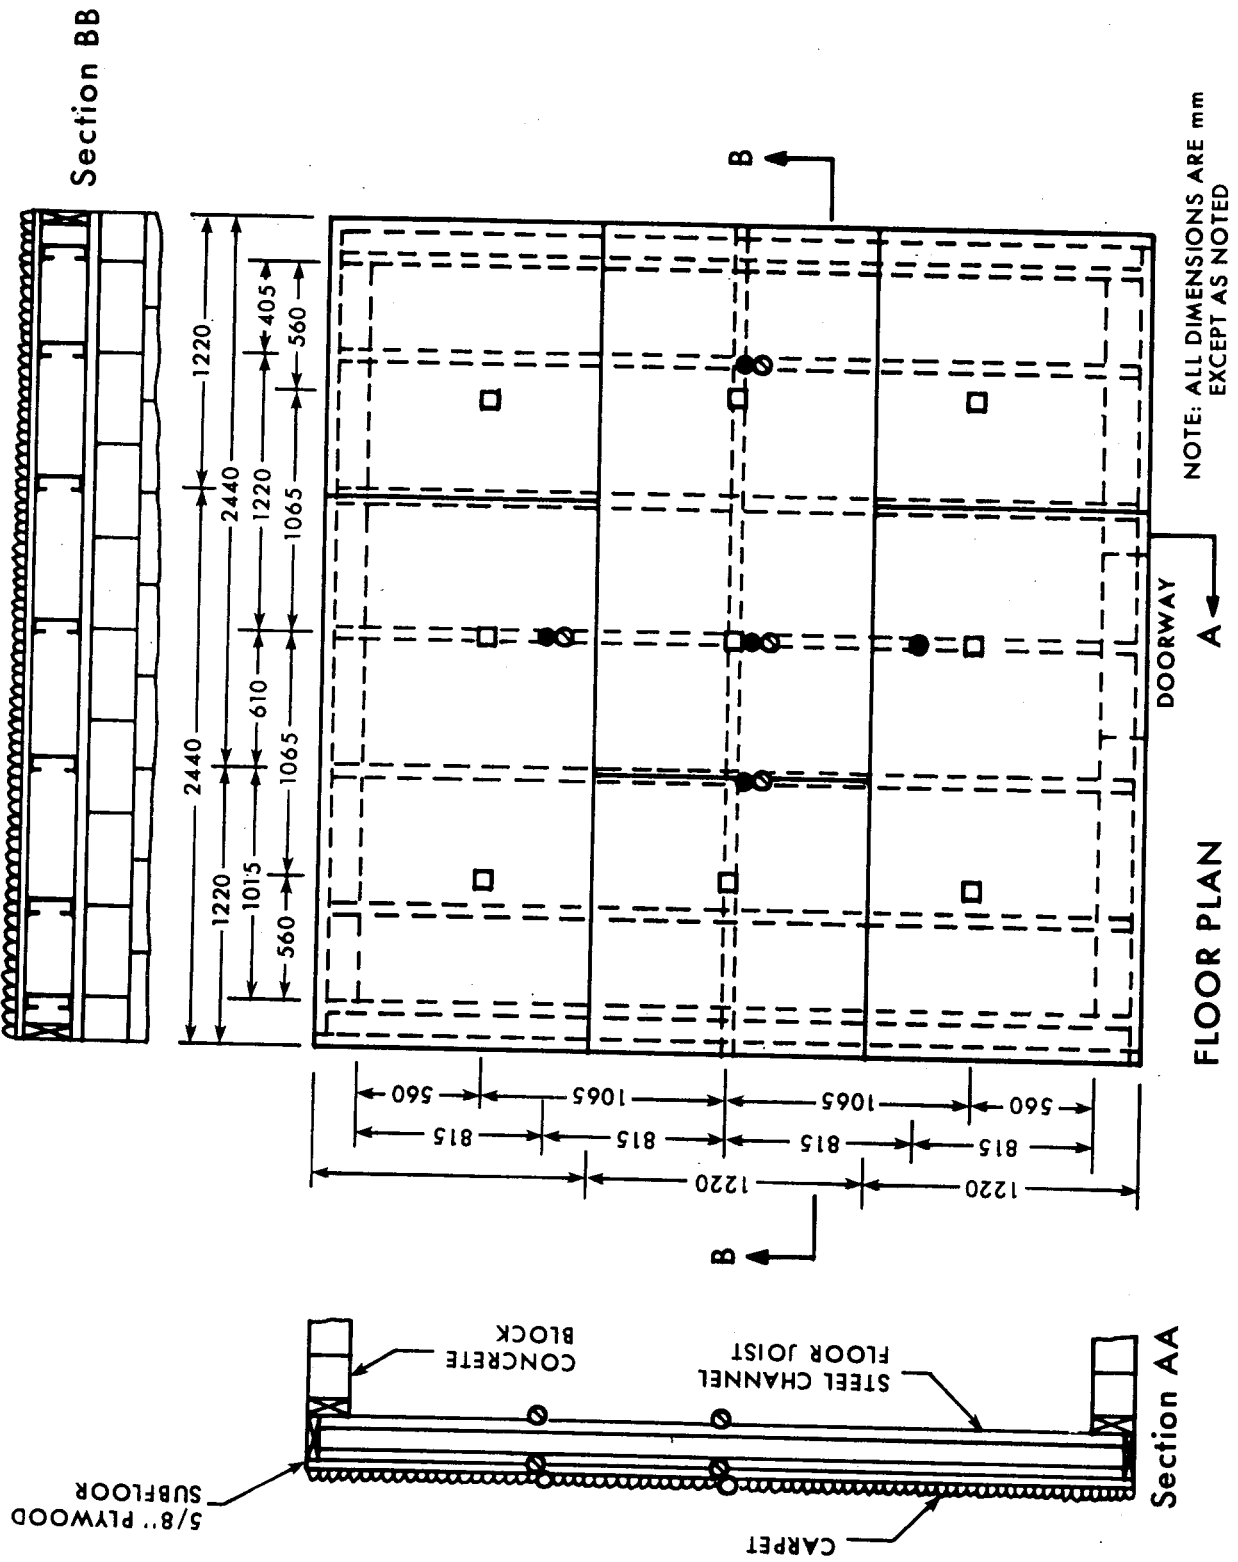 Section BB
1220
2440
2440
1220
405
1220
610
1015
560
1065
1065
560
B
B
560
1065
1065
560
815
815
815
815
1220
1220
NOTE: ALL DIMENSIONS ARE mm
EXCEPT AS NOTED
DOORWAY
A
FLOOR PLAN
CONCRETE
BLOCK
STEEL CHANNEL
FLOOR JOIST
5/8" PLYWOOD
SUBFLOOR
CARPET
Section AA